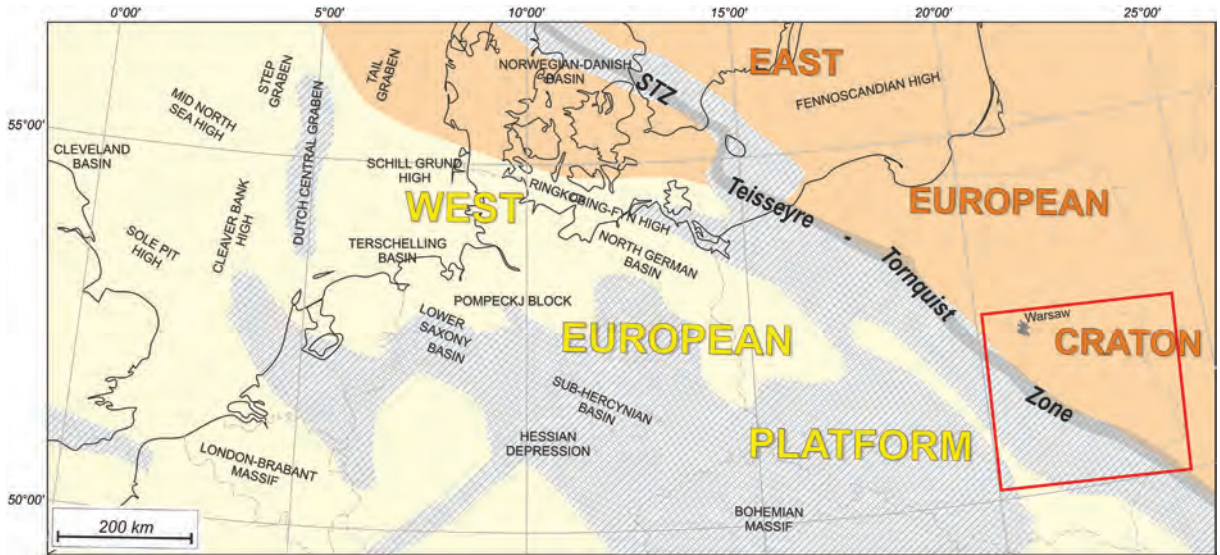 0°00'
5°00'
10°00'
15°00'
20°00'
25°00'
55°00'
50°00'
STEP
GRABEN
TAIL
GRABEN
NORWEGIAN-DANISH
BASIN
STZ
EAST
FENNOSCANDIAN HIGH
MID NORTH
SEA HIGH
CLEVELAND
BASIN
DUTCH CENTRAL GRABEN
SCHILL GRUND
HIGH
WEST
RINGKOBING-FYN HIGH
Teisseyre
-
Tornquist
Zone
EUROPEAN
CLEAVER BANK
HIGH
SOLE PIT
HIGH
TERSCHELLING
BASIN
NORTH GERMAN
BASIN
POMPECKJ BLOCK
LOWER
SAXONY
BASIN
EUROPEAN
Warsaw
CRATON
SUB-HERCYNIAN
BASIN
HESSIAN
DEPRESSION
PLATFORM
LONDON-BRABANT
MASSIF
BOHEMIAN
MASSIF
200 km